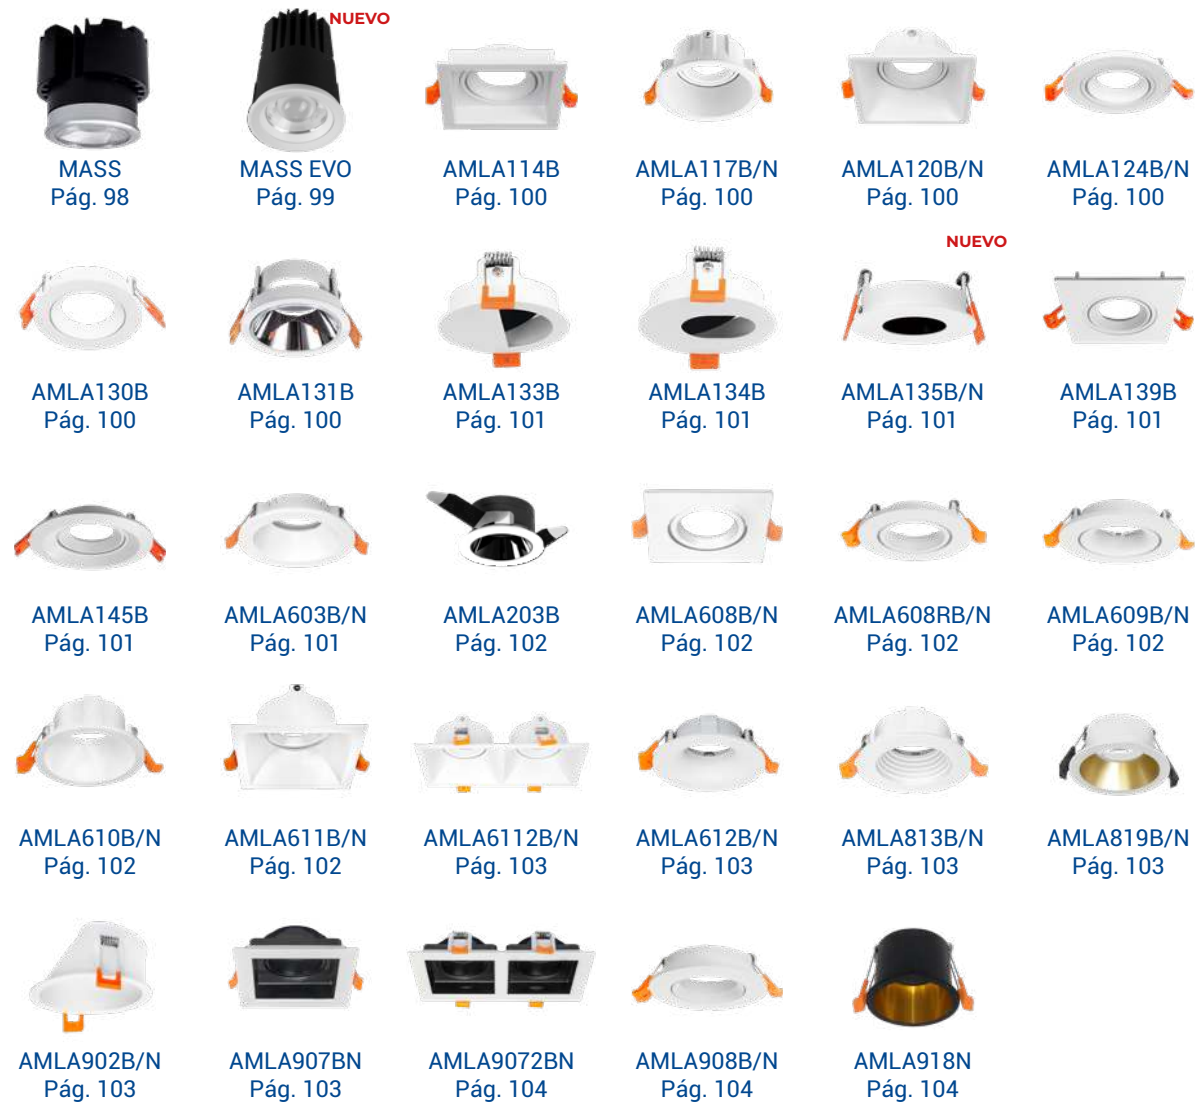 NUEVO
MASS
Pág. 98
MASS EVO
Pág. 99
AMLA114B
Pág. 100
AMLA117B/N
Pág. 100
AMLA120B/N
Pág. 100
AMLA124B/N
Pág. 100
NUEVO
AMLA130B
Pág. 100
AMLA131B
Pág. 100
AMLA133B
Pág. 101
AMLA134B
Pág. 101
AMLA135B/N
Pág. 101
AMLA139B
Pág. 101
AMLA145B
Pág. 101
AMLA603B/N
Pág. 101
AMLA203B
Pág. 102
AMLA608B/N
Pág. 102
AMLA608RB/N
Pág. 102
AMLA609B/N
Pág. 102
AMLA610B/N
Pág. 102
AMLA611B/N
Pág. 102
AMLA6112B/N
Pág. 103
AMLA612B/N
Pág. 103
AMLA813B/N
Pág. 103
AMLA819B/N
Pág. 103
AMLA902B/N
Pág. 103
AMLA907BN
Pág. 103
AMLA9072BN
Pág. 104
AMLA908B/N
Pág. 104
AMLA918N
Pág. 104